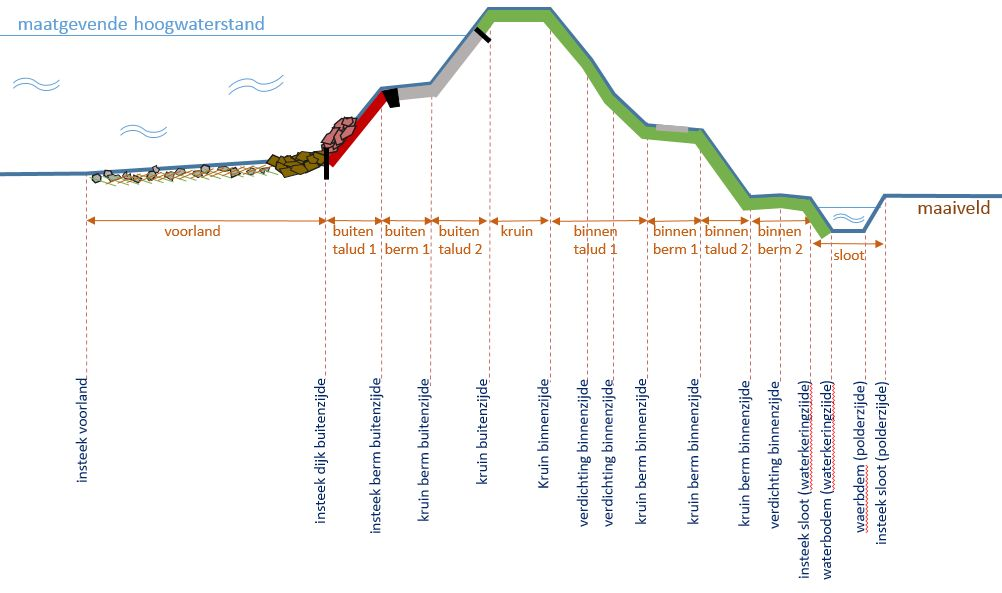 maatgevende hoogwaterstand
maaiveld
voorland
buiten
talud 1
buiten
berm 1
buiten
talud 2
kruin
binnen
talud 1
binnen
berm 1
binnen
talud 2
binnen
berm 2
sloot
insteek voorland
insteek dijk buitenzijde
insteek berm buitenzijde
kruin berm buitenzijde
kruin buitenzijde
Kruin binnenzijde
verdichting binnenzijde
verdichting binnenzijde
kruin berm binnenzijde
kruin berm binnenzijde
kruin berm binnenzijde
verdichting binnenzijde
insteek sloot (waterkeringzijde)
waterbodem (waterkeringzijde)
waerbdem (polderzijde)
insteek sloot (polderzijde)